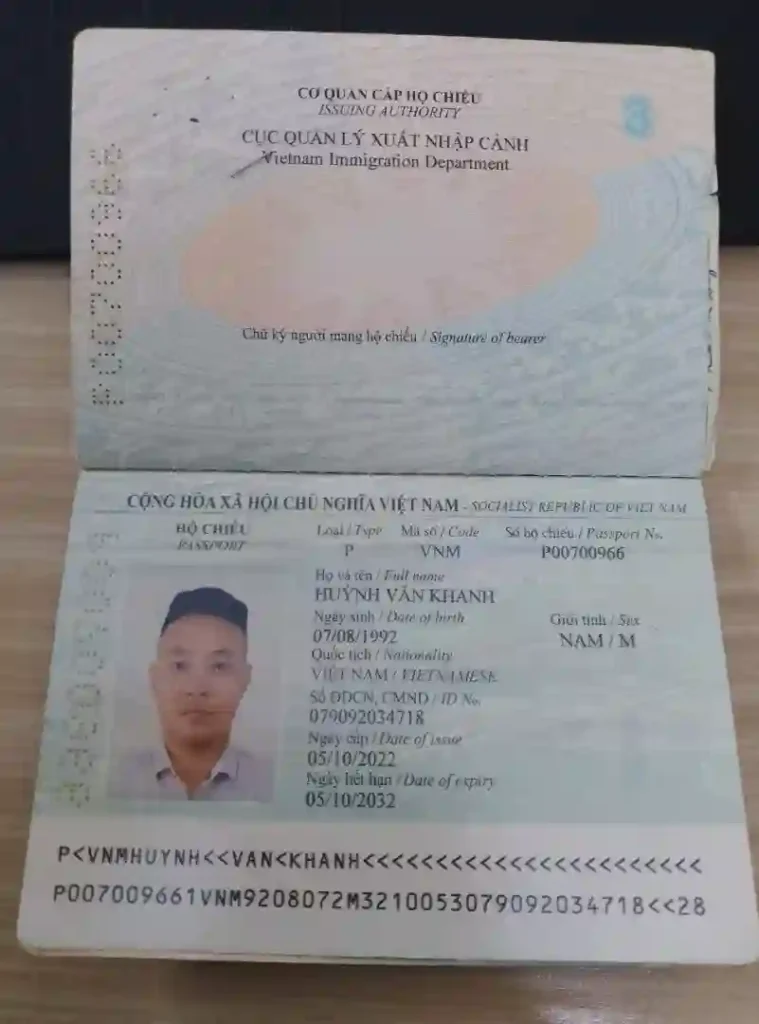 CƠ QUAN CẤP HỘ CHIẾU
ISSUING AUTHORITY
3
CỤC QUẢN LÝ XUẤT NHẬP CẢNH
Vietnam Immigration Department
Chữ ký người mang hộ chiếu / Signature of bearer
CỘNG HÒA XÃ HỘI CHỦ NGHĨA VIỆT NAM - SOCIALIST REPUBLIC OF VIET NAM
HỘ CHIẾU
PASSPORT
Loại / Type Mã số / Code Số hộ chiếu / Passport No.
P VNM P00700966
Họ và tên / Full name
HUỲNH VĂN KHANH
Ngày sinh / Date of birth Giới tính / Sex
07/08/1992 NAM / M
Quốc tịch / Nationality
VIỆT NAM / VIETNAMESE
Số ĐDCN, CMND / ID No.
079092034718
Ngày cấp / Date of issue
05/10/2022
Ngày hết hạn / Date of expiry
05/10/2032
P<VNMHUYNH<<VAN<KHANH<<<<<<<<<<<<<<<<<<<<<<<
P007009661VNM9208072M3210053079092034718<<28